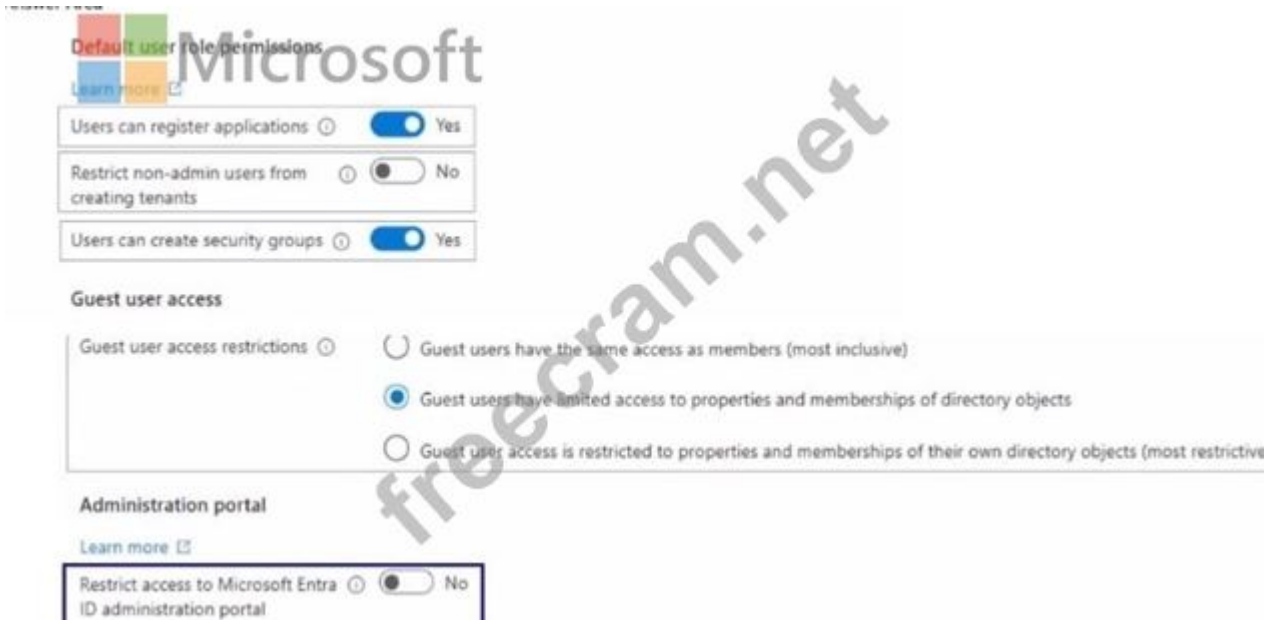 Microsoft
Default user role permissions
Learn more
Users can register applications Yes
Restrict non-admin users from No
creating tenants
Users can create security groups Yes
Guest user access
Guest user access restrictions Guest users have the same access as members (most inclusive)
Guest users have limited access to properties and memberships of directory objects
Guest user access is restricted to properties and memberships of their own directory objects (most restrictive
freecram.net
Administration portal
Learn more
Restrict access to Microsoft Entra No
ID administration portal